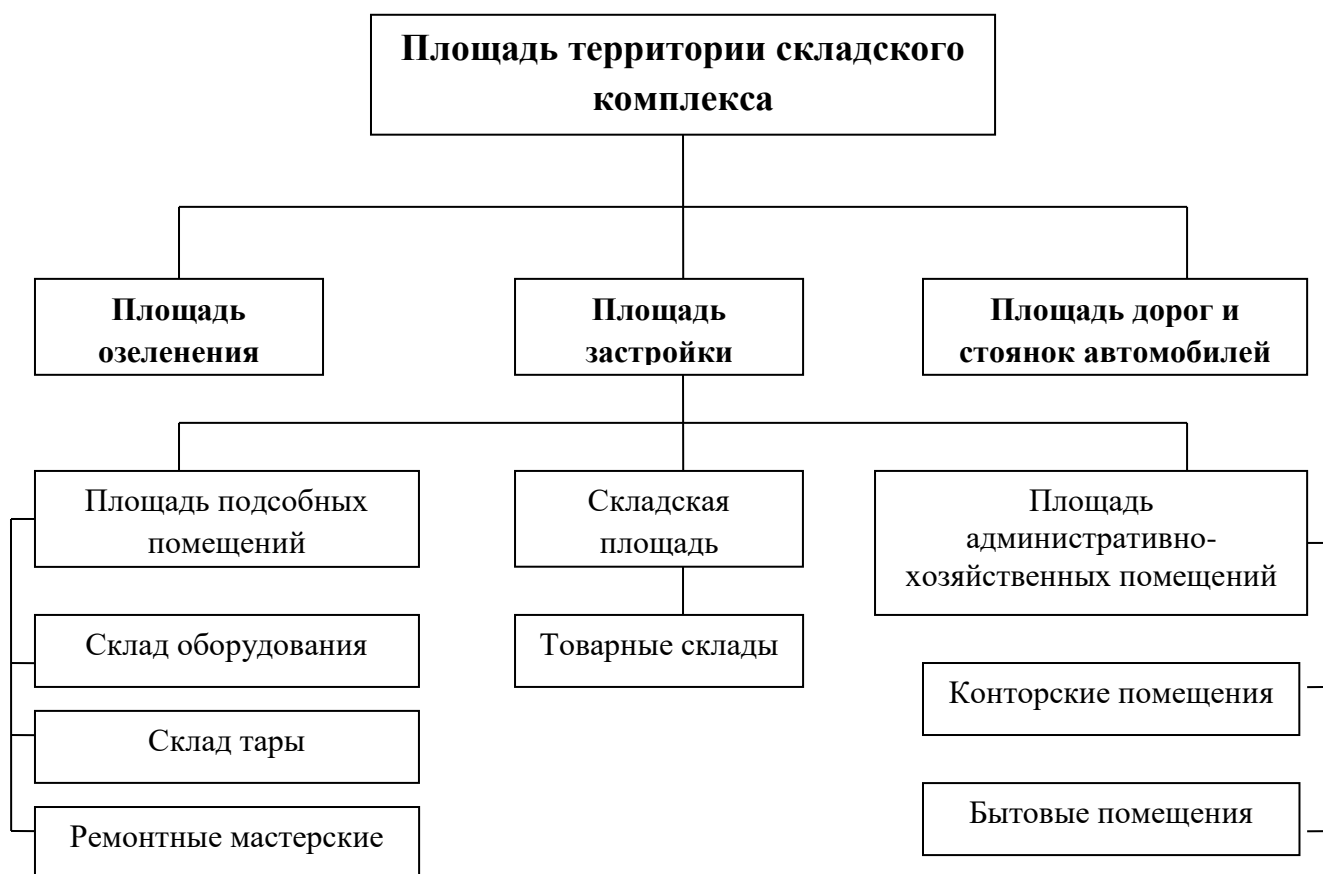 Площадь территории складского
комплекса
Площадь
озеленения
Площадь
застройки
Площадь дорог и
стоянок автомобилей
Площадь подсобных
помещений
Складская
площадь
Площадь
административно-
хозяйственных помещений
Склад оборудования
Товарные склады
Конторские помещения
Склад тары
Бытовые помещения
Ремонтные мастерские